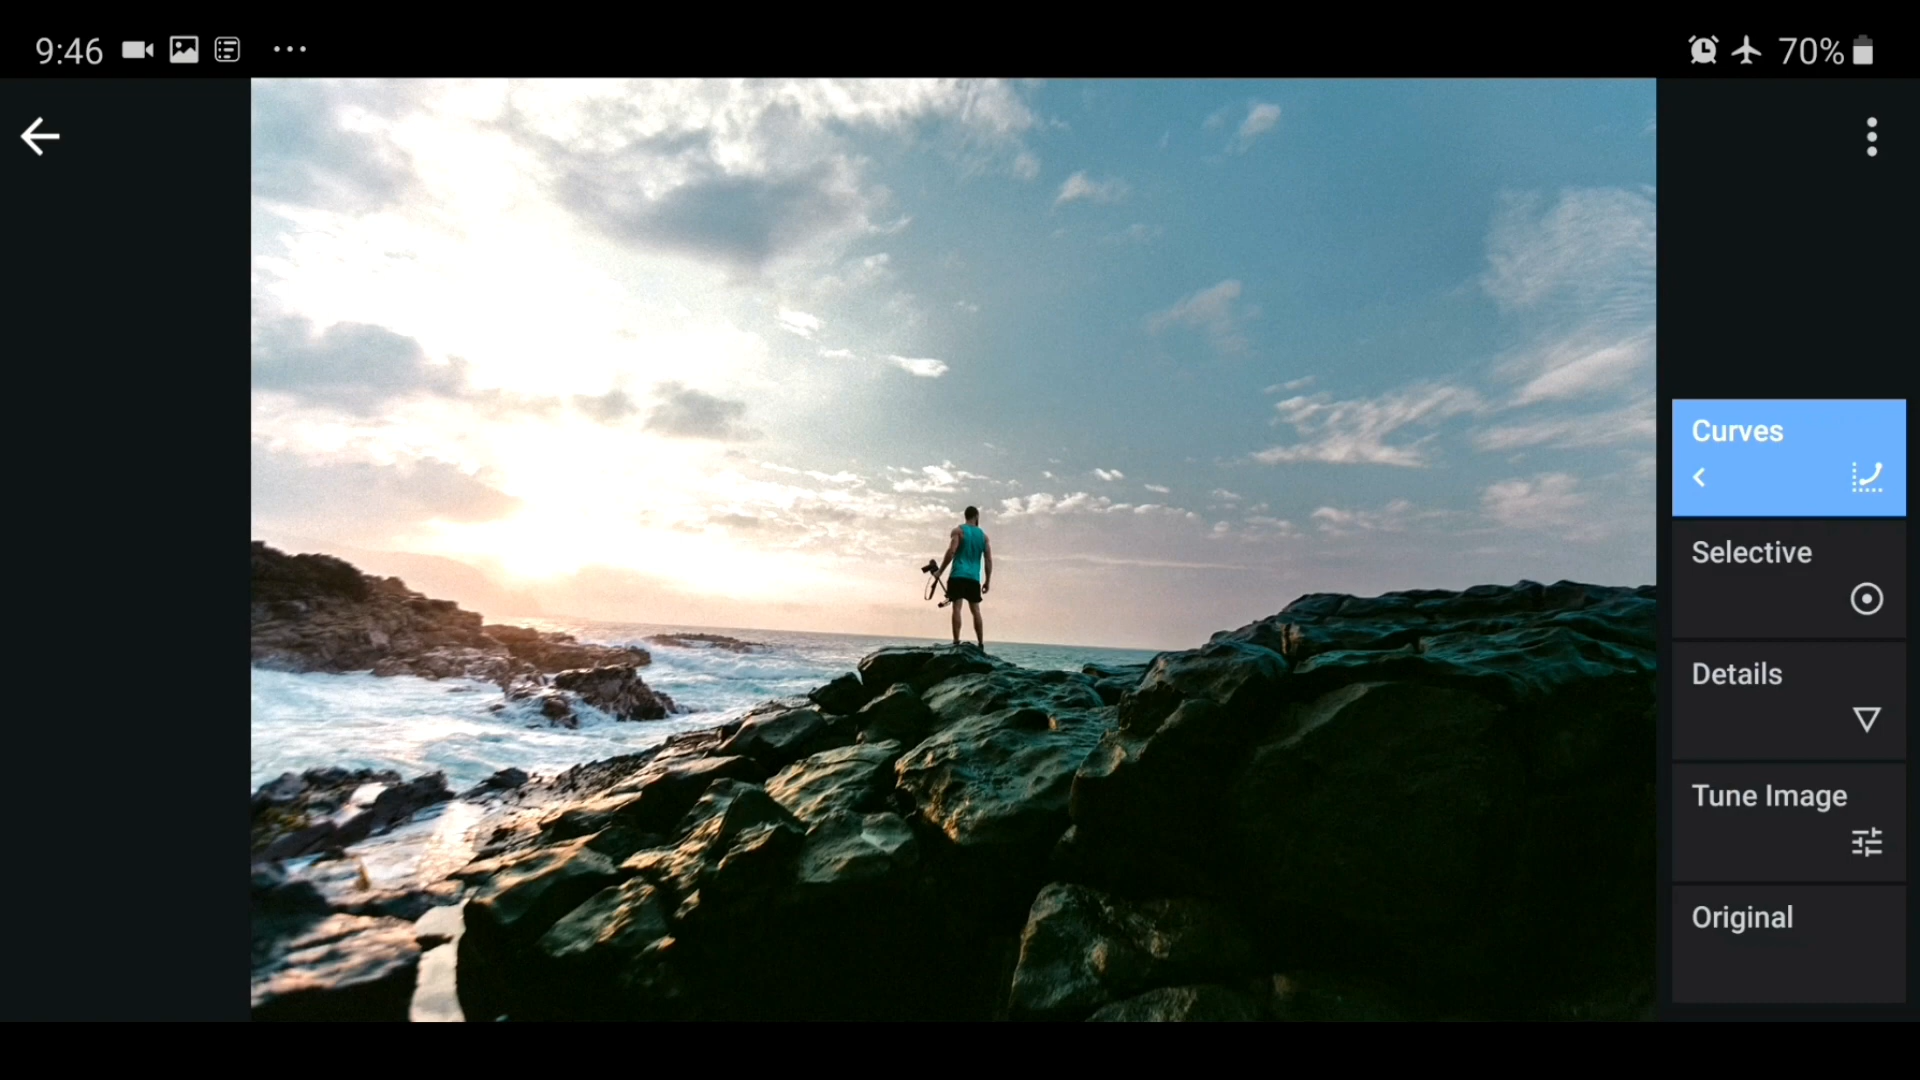 9:46
70%
Curves
Selective
Details
Tune Image
Original